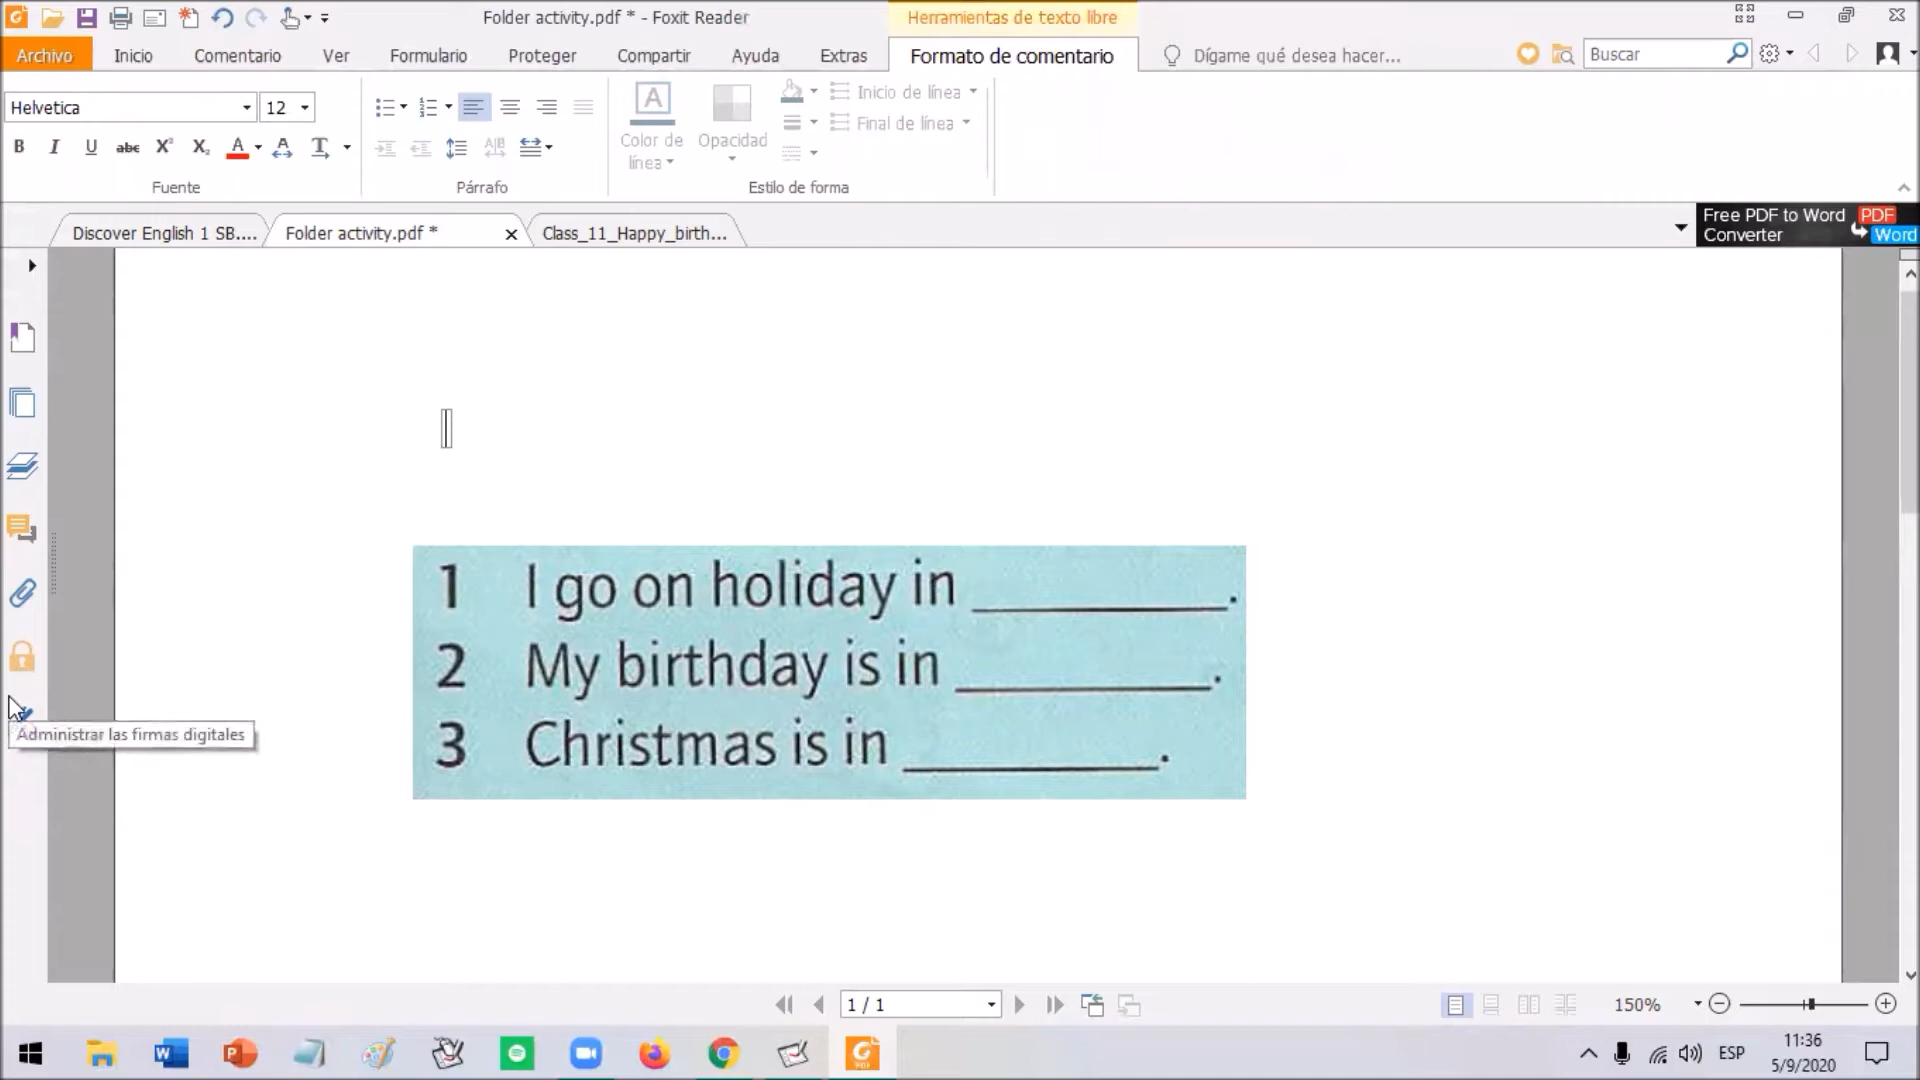 Folder activity.pdf * - Foxit Reader
Herramientas de texto libre
Archivo Inicio Comentario Ver Formulario Proteger Compartir Ayuda Extras Formato de comentario Dígame qué desea hacer... Buscar
Helvetica 12 Inicio de línea
Color de línea Opacidad Final de línea
Fuente Párrafo Estilo de forma
Discover English 1 SB.... Folder activity.pdf * Class_11_Happy_birth...
Free PDF to Word PDF
Converter Word
1 I go on holiday in __________.
2 My birthday is in __________.
3 Christmas is in __________.
Administrar las firmas digitales
1 / 1 150%
ESP 11:36
5/9/2020